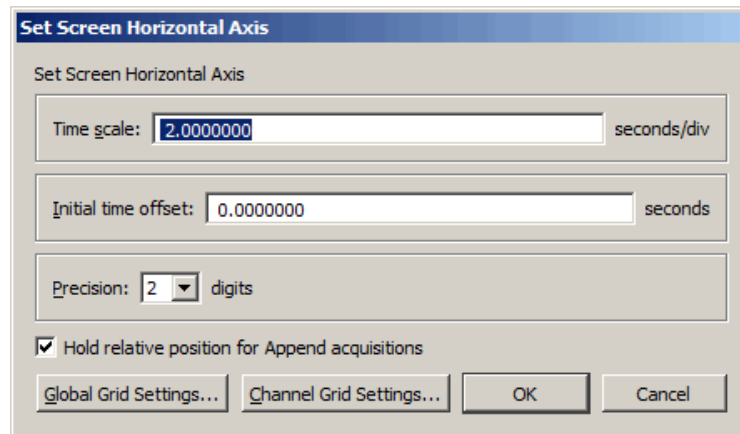 Set Screen Horizontal Axis
Set Screen Horizontal Axis
Time scale: 2.0000000 seconds/div
Initial time offset: 0.0000000 seconds
Precision: 2 digits
Hold relative position for Append acquisitions
Global Grid Settings... Channel Grid Settings... OK Cancel